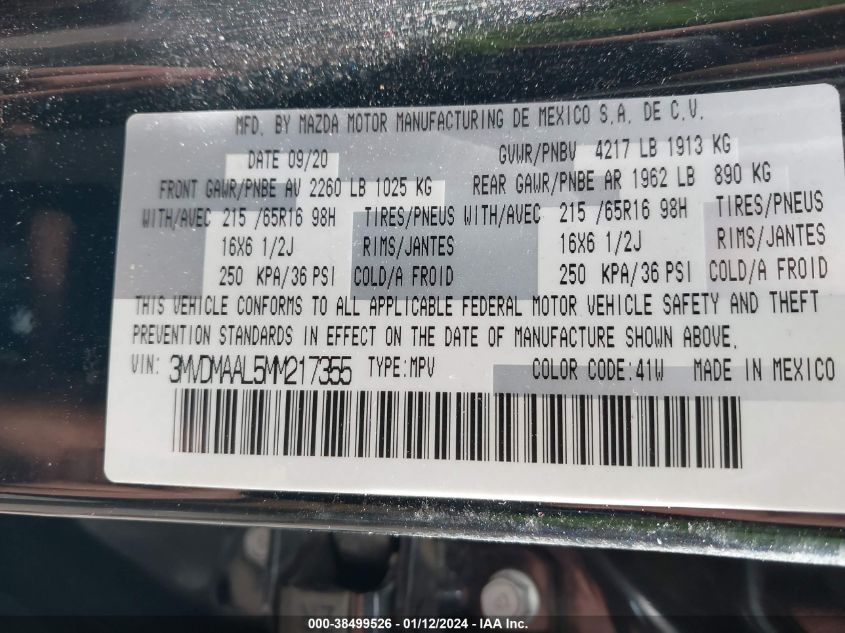 MFD. BY MAZDA MOTOR MANUFACTURING DE MEXICO S.A. DE C.V.
DATE 09/20 GVWR/PNBV 4217 LB 1913 KG
FRONT GAWR/PNBE AV 2260 LB 1025 KG REAR GAWR/PNBE AR 1962 LB 890 KG
WITH/AVEC 215 /65R16 98H TIRES/PNEUS WITH/AVEC 215 /65R16 98H TIRES/PNEUS
16X6 1/2J RIMS/JANTES 16X6 1/2J RIMS/JANTES
250 KPA/36 PSI COLD/A FROID 250 KPA/36 PSI COLD/A FROID
THIS VEHICLE CONFORMS TO ALL APPLICABLE FEDERAL MOTOR VEHICLE SAFETY AND THEFT
PREVENTION STANDARDS IN EFFECT ON THE DATE OF MANUFACTURE SHOWN ABOVE.
VIN: 3MVDMAAL5MM217355 TYPE:MPV COLOR CODE:41W MADE IN MEXICO
000-38499526 - 01/12/2024 - IAA Inc.